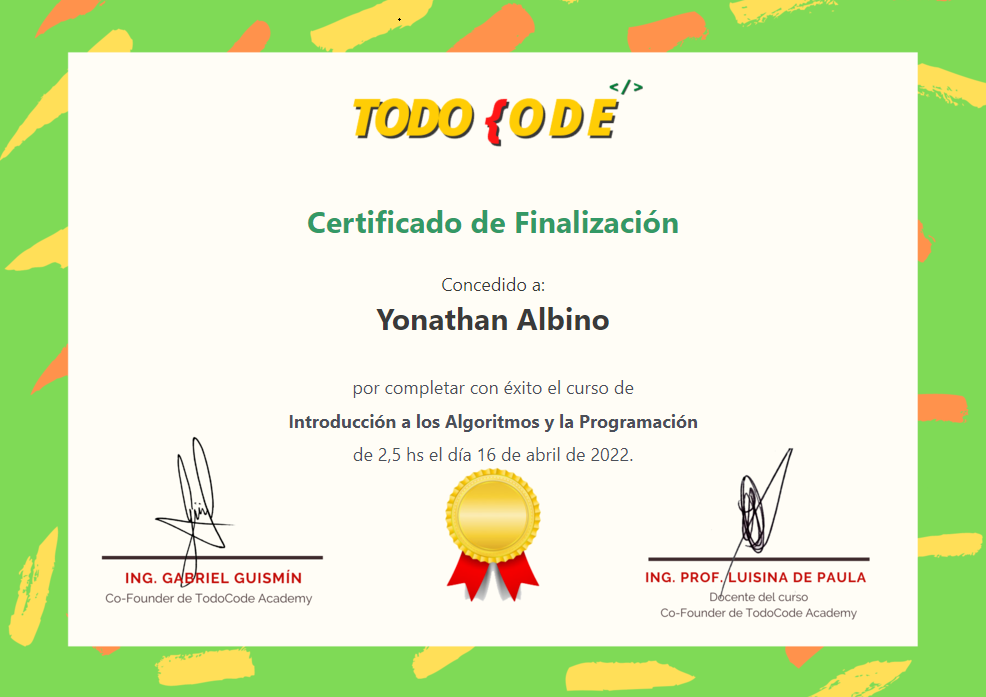 </>
TODO {ODE
Certificado de Finalización
Concedido a:
Yonathan Albino
por completar con éxito el curso de
Introducción a los Algoritmos y la Programación
de 2,5 hs el día 16 de abril de 2022.
ING. GABRIEL GUISMÍN
Co-Founder de TodoCode Academy
ING. PROF. LUISINA DE PAULA
Docente del curso
Co-Founder de TodoCode Academy